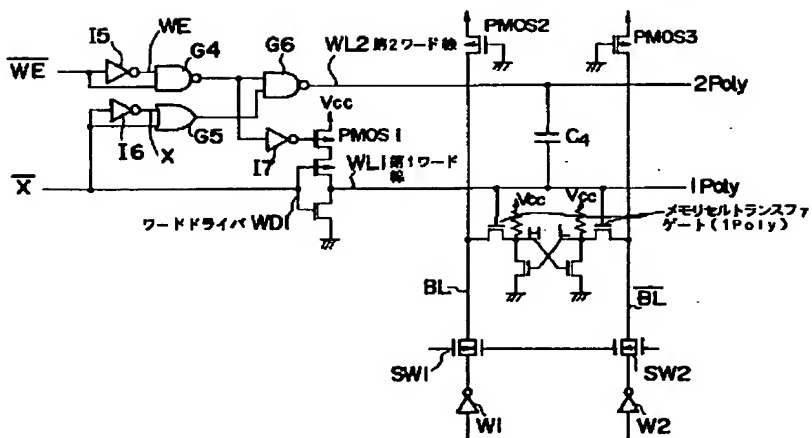 I5
WE
G4
G6
WL2 第2ワード線
PMOS2
PMOS3
W̅E̅
2Poly
Vcc
PMOS1
C4
I6
X
G5
I7
WL1 第1ワード
線
X̅
1Poly
ワードドライバ WD1
Vcc
Vcc
H
L
メモリセルトランスファ
ゲート(1Poly)
BL
B̅L̅
SW1
SW2
W1
W2